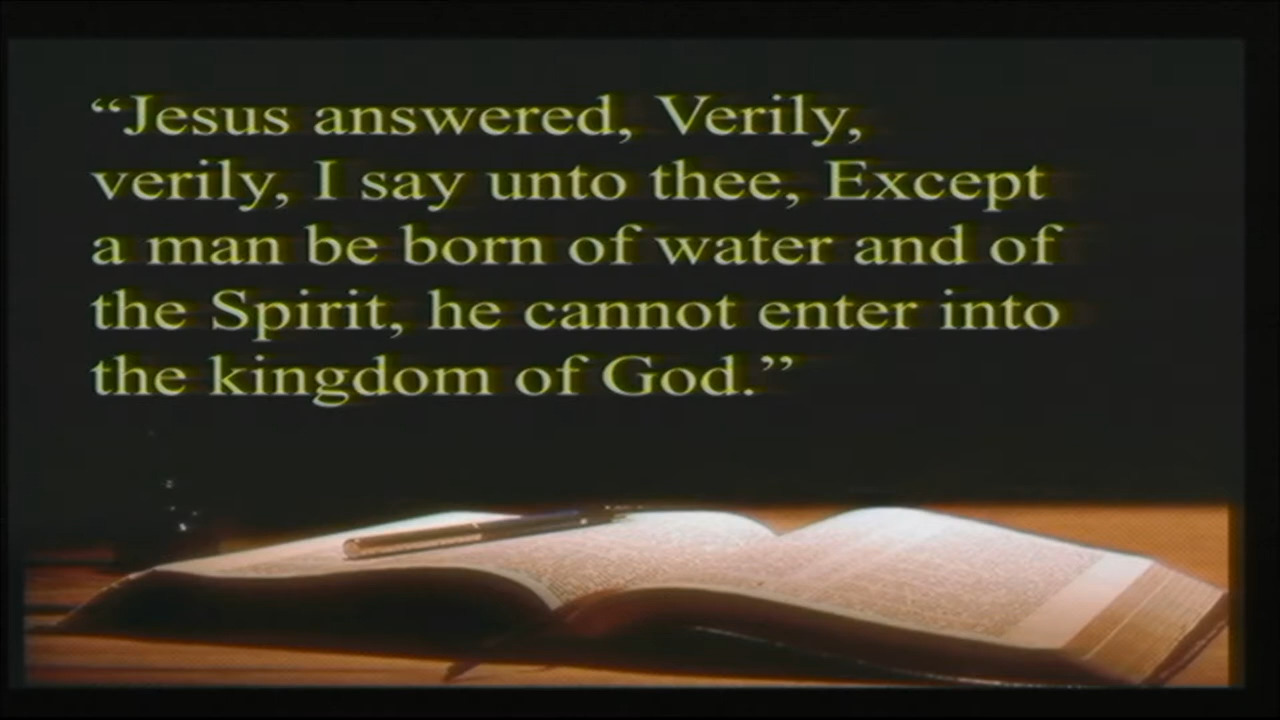 “Jesus answered, Verily,
verily, I say unto thee, Except
a man be born of water and of
the Spirit, he cannot enter into
the kingdom of God.”